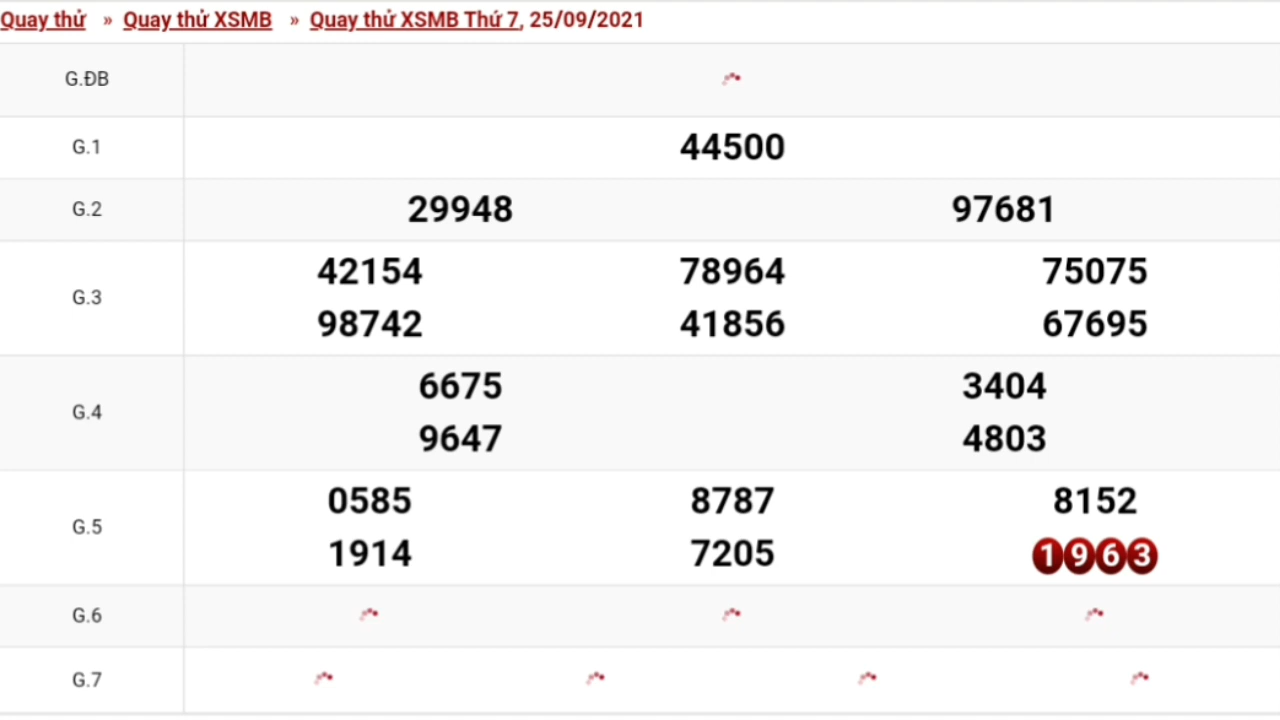 Quay thử » Quay thử XSMB » Quay thử XSMB Thứ 7, 25/09/2021
G.ĐB
G.1 44500
G.2 29948 97681
G.3 42154 78964 75075
98742 41856 67695
G.4 6675 3404
9647 4803
G.5 0585 8787 8152
1914 7205 1963
G.6
G.7